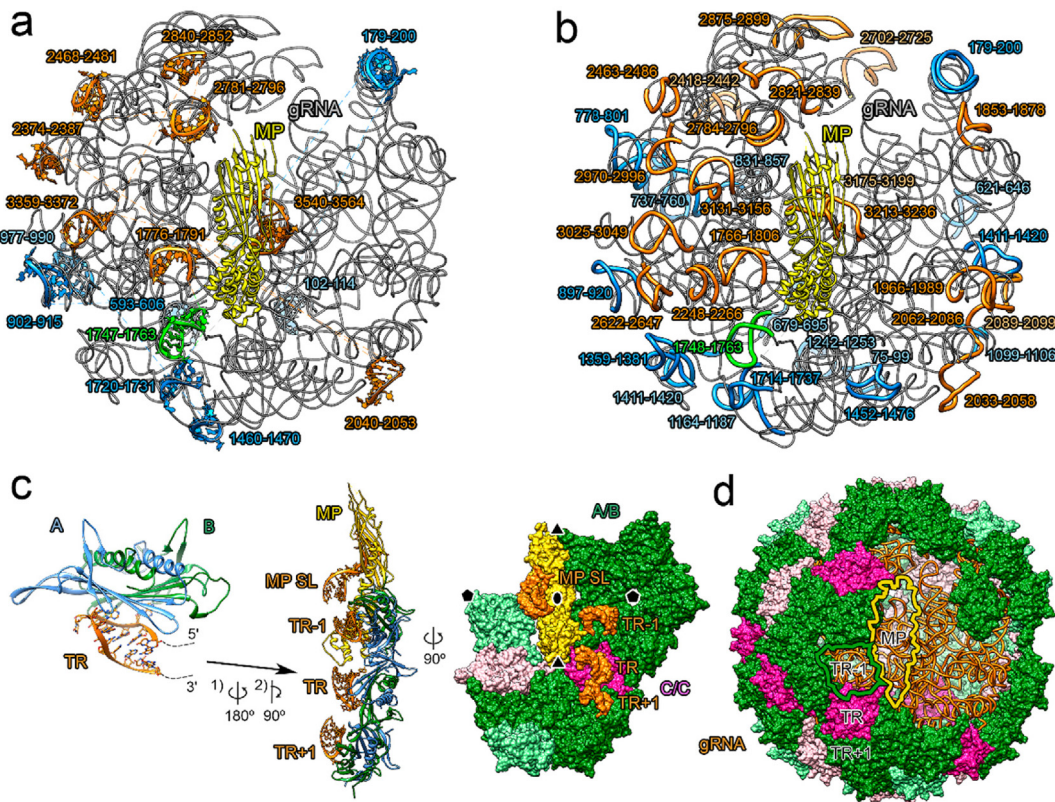 a
2840-2852
2468-2481
179-200
2781-2796
gRNA
MP
2374-2387
3359-3372
3540-3564
977-990
1776-1791
102-114
593-606
902-915
1747-1763
1720-1731
2040-2053
1460-1470
b
2875-2899
2702-2725
179-200
2463-2486
2418-2442
2821-2839
gRNA
1853-1878
778-801
2784-2796
MP
831-857
2970-2996
3175-3199
621-646
737-760
3131-3156
3213-3236
1411-1420
3025-3049
1766-1806
897-920
1966-1989
2622-2647
2248-2266
2062-2086
2089-2099
679-695
1748-1763
1242-1253
1359-1381
75-99
1099-1106
1714-1737
1411-1420
2033-2058
1164-1187
1452-1476
c
A
B
TR
5'
3'
1)
2)
180º
90º
MP
MP SL
TR-1
TR
TR+1
90º
A/B
MP SL
TR-1
TR
C/C
TR+1
d
MP
TR-1
TR
gRNA
TR+1